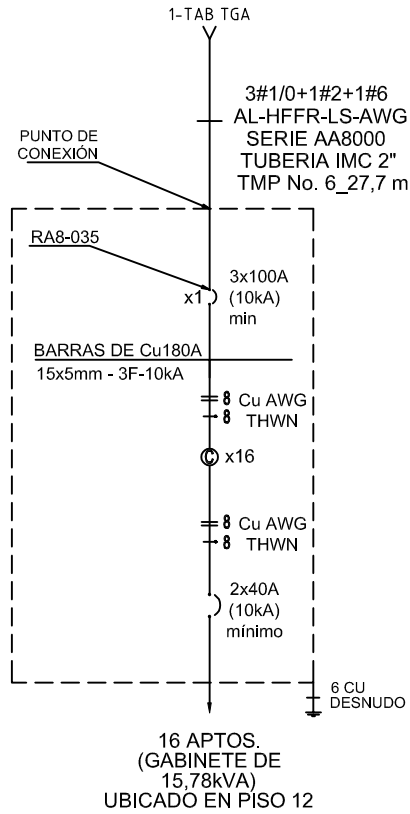 1-TAB TGA
3#1/0+1#2+1#6
AL-HFFR-LS-AWG
SERIE AA8000
TUBERIA IMC 2"
TMP No. 6_27,7 m
PUNTO DE
CONEXIÓN
RA8-035
x1
3x100A
(10kA)
min
BARRAS DE Cu180A
15x5mm - 3F-10kA
8 Cu AWG
8 THWN
C x16
8 Cu AWG
8 THWN
2x40A
(10kA)
mínimo
6 CU
DESNUDO
16 APTOS.
(GABINETE DE
15,78kVA)
UBICADO EN PISO 12